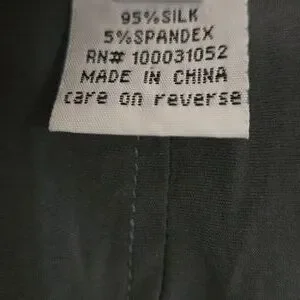 95%SILK
5%SPANDEX
RN# 100031052
MADE IN CHINA
care on reverse